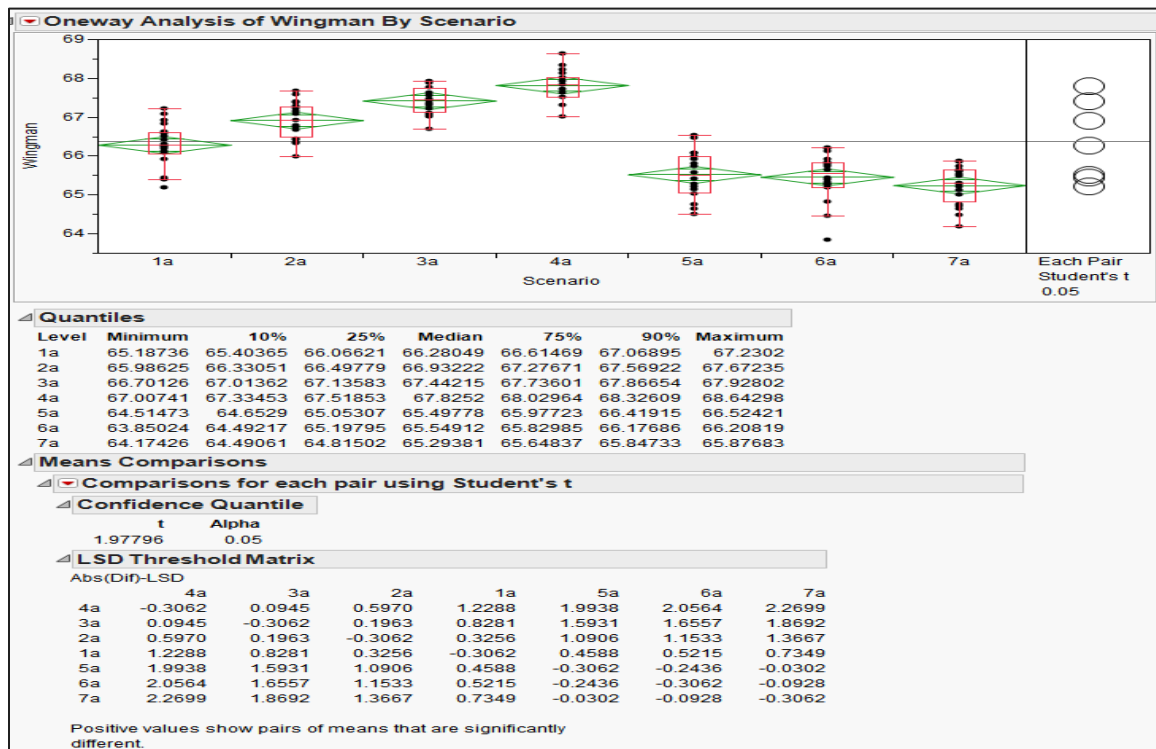 Oneway Analysis of Wingman By Scenario
69
68
67
66
65
64
Wingman
1a 2a 3a 4a 5a 6a 7a
Scenario
Each Pair
Student's t
0.05
Quantiles
Level Minimum 10% 25% Median 75% 90% Maximum
1a 65.18736 65.40365 66.06621 66.28049 66.61469 67.06895 67.2302
2a 65.98625 66.33051 66.49779 66.93222 67.27671 67.56922 67.67235
3a 66.70126 67.01362 67.13583 67.44215 67.73601 67.86654 67.92802
4a 67.00741 67.33453 67.51853 67.8252 68.02964 68.32609 68.64298
5a 64.51473 64.6529 65.05307 65.49778 65.97723 66.41915 66.52421
6a 63.85024 64.49217 65.19795 65.54912 65.82985 66.17686 66.20819
7a 64.17426 64.49061 64.81502 65.29381 65.64837 65.84733 65.87683
Means Comparisons
Comparisons for each pair using Student's t
Confidence Quantile
t Alpha
1.97796 0.05
LSD Threshold Matrix
Abs(Dif)-LSD
4a 3a 2a 1a 5a 6a 7a
4a -0.3062 0.0945 0.5970 1.2288 1.9938 2.0564 2.2699
3a 0.0945 -0.3062 0.1963 0.8281 1.5931 1.6557 1.8692
2a 0.5970 0.1963 -0.3062 0.3256 1.0906 1.1533 1.3667
1a 1.2288 0.8281 0.3256 -0.3062 0.4588 0.5215 0.7349
5a 1.9938 1.5931 1.0906 0.4588 -0.3062 -0.2436 -0.0302
6a 2.0564 1.6557 1.1533 0.5215 -0.2436 -0.3062 -0.0928
7a 2.2699 1.8692 1.3667 0.7349 -0.0302 -0.0928 -0.3062
Positive values show pairs of means that are significantly
different.